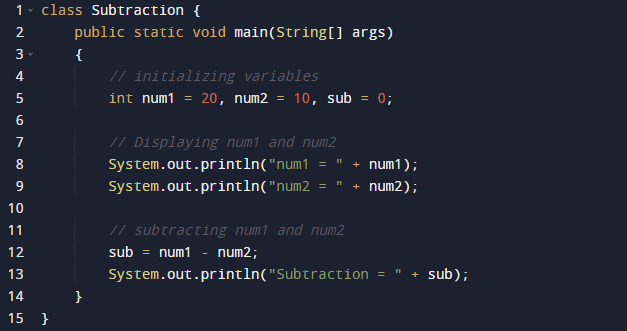 1 class Subtraction {
2     public static void main(String[] args)
3     {
4         // initializing variables
5         int num1 = 20, num2 = 10, sub = 0;
6
7         // Displaying num1 and num2
8         System.out.println("num1 = " + num1);
9         System.out.println("num2 = " + num2);
10
11         // subtracting num1 and num2
12         sub = num1 - num2;
13         System.out.println("Subtraction = " + sub);
14     }
15 }